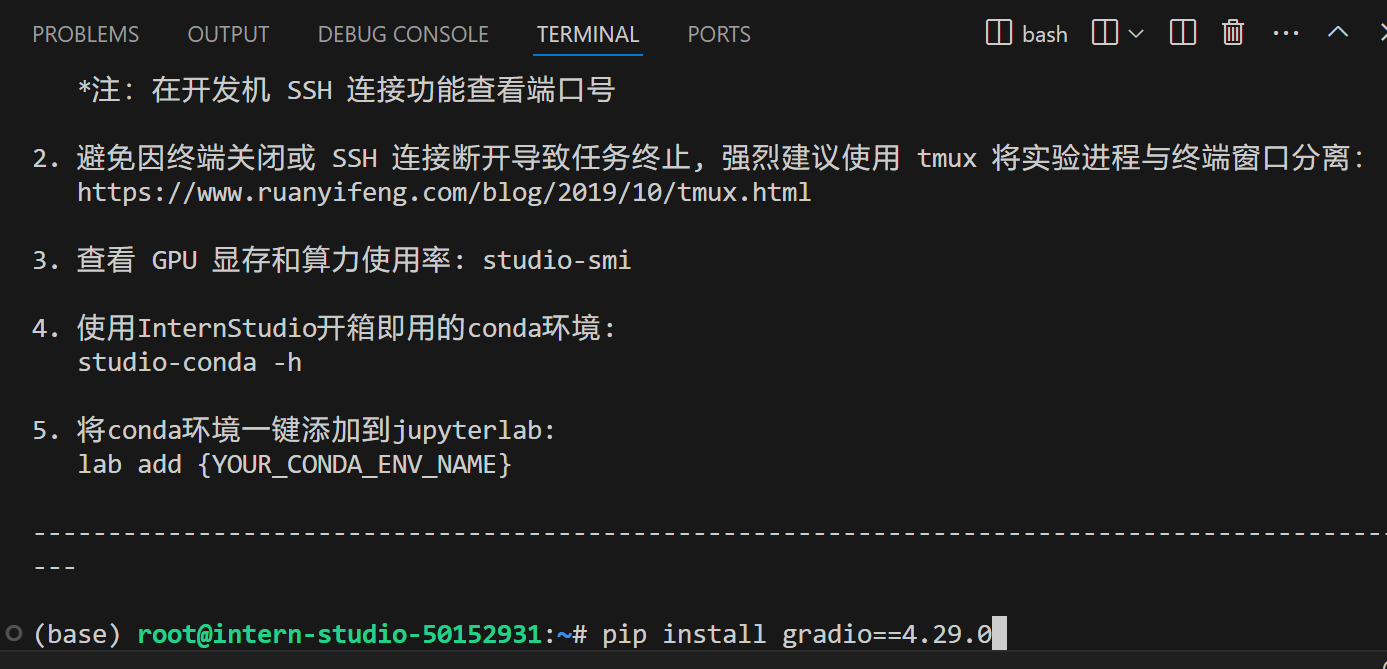 PROBLEMS OUTPUT DEBUG CONSOLE TERMINAL PORTS bash
*注: 在开发机 SSH 连接功能查看端口号
2. 避免因终端关闭或 SSH 连接断开导致任务终止, 强烈建议使用 tmux 将实验进程与终端窗口分离:
https://www.ruanyifeng.com/blog/2019/10/tmux.html
3. 查看 GPU 显存和算力使用率: studio-smi
4. 使用InternStudio开箱即用的conda环境:
studio-conda -h
5. 将conda环境一键添加到jupyterlab:
lab add {YOUR_CONDA_ENV_NAME}
------------------------------------------------------------------------------------------
---
(base) root@intern-studio-50152931:~# pip install gradio==4.29.0